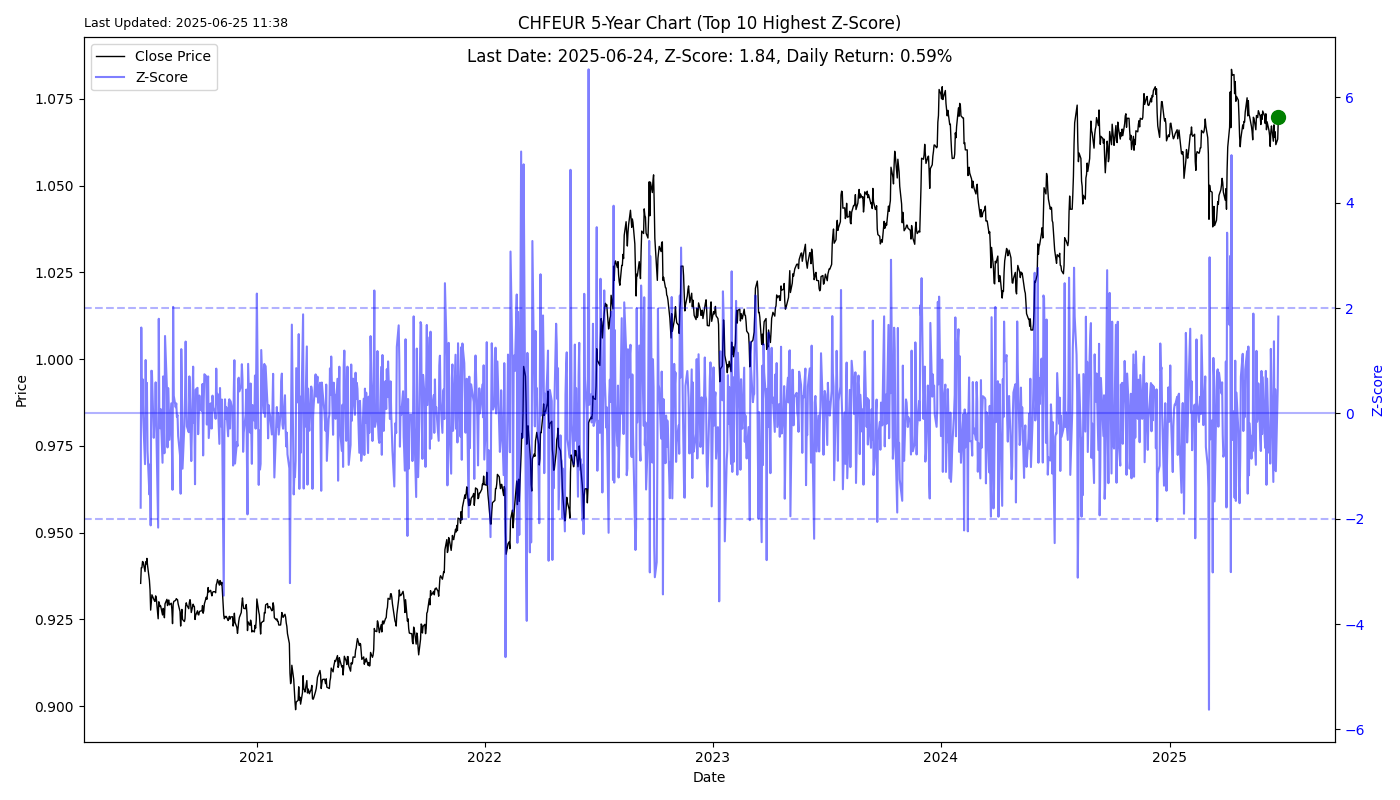 Last Updated: 2025-06-25 11:38
CHFEUR 5-Year Chart (Top 10 Highest Z-Score)
Last Date: 2025-06-24, Z-Score: 1.84, Daily Return: 0.59%
Close Price
Z-Score
Price
1.075
1.050
1.025
1.000
0.975
0.950
0.925
0.900
6
4
2
0
−2
−4
−6
Z-Score
2021
2022
2023
2024
2025
Date